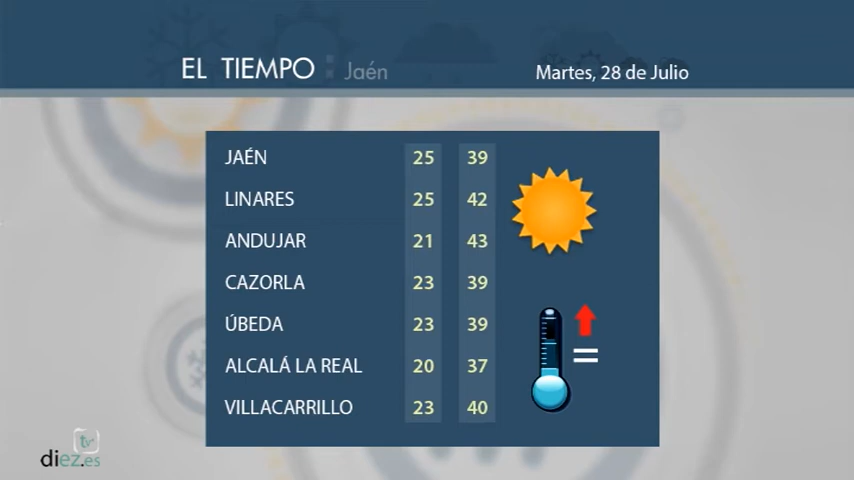 EL TIEMPO : Jaén
Martes, 28 de Julio
JAÉN 25 39
LINARES 25 42
ANDUJAR 21 43
CAZORLA 23 39
ÚBEDA 23 39
ALCALÁ LA REAL 20 37
VILLACARRILLO 23 40
=
tv
diez.es